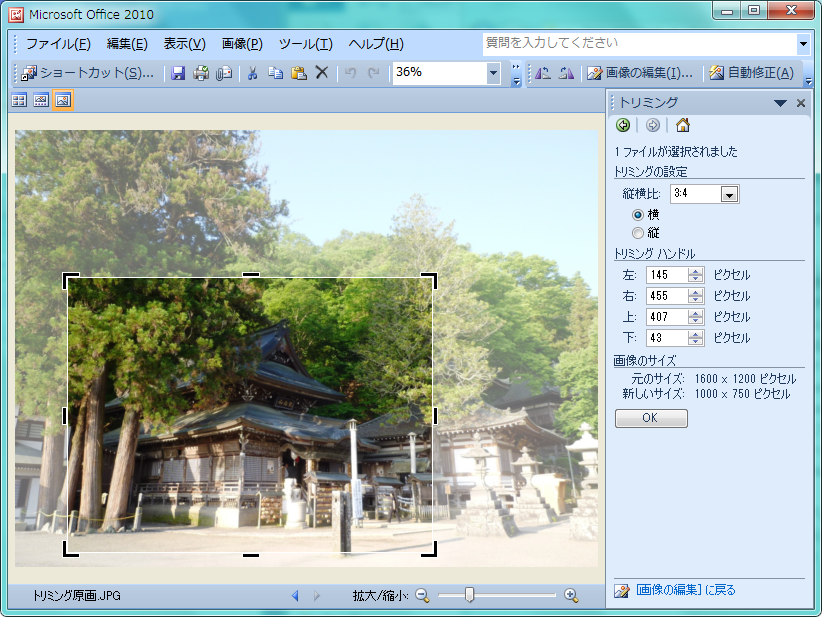 Microsoft Office 2010
ファイル(F) 編集(E) 表示(V) 画像(P) ツール(T) ヘルプ(H) 質問を入力してください
ショートカット(S)... 36% 画像の編集(I)... 自動修正(A)
トリミング
1 ファイルが選択されました
トリミングの設定
縦横比: 3:4
横
縦
トリミング ハンドル
左: 145 ピクセル
右: 455 ピクセル
上: 407 ピクセル
下: 43 ピクセル
画像のサイズ
元のサイズ: 1600 x 1200 ピクセル
新しいサイズ: 1000 x 750 ピクセル
OK
[画像の編集] に戻る
トリミング原画.JPG 拡大/縮小: